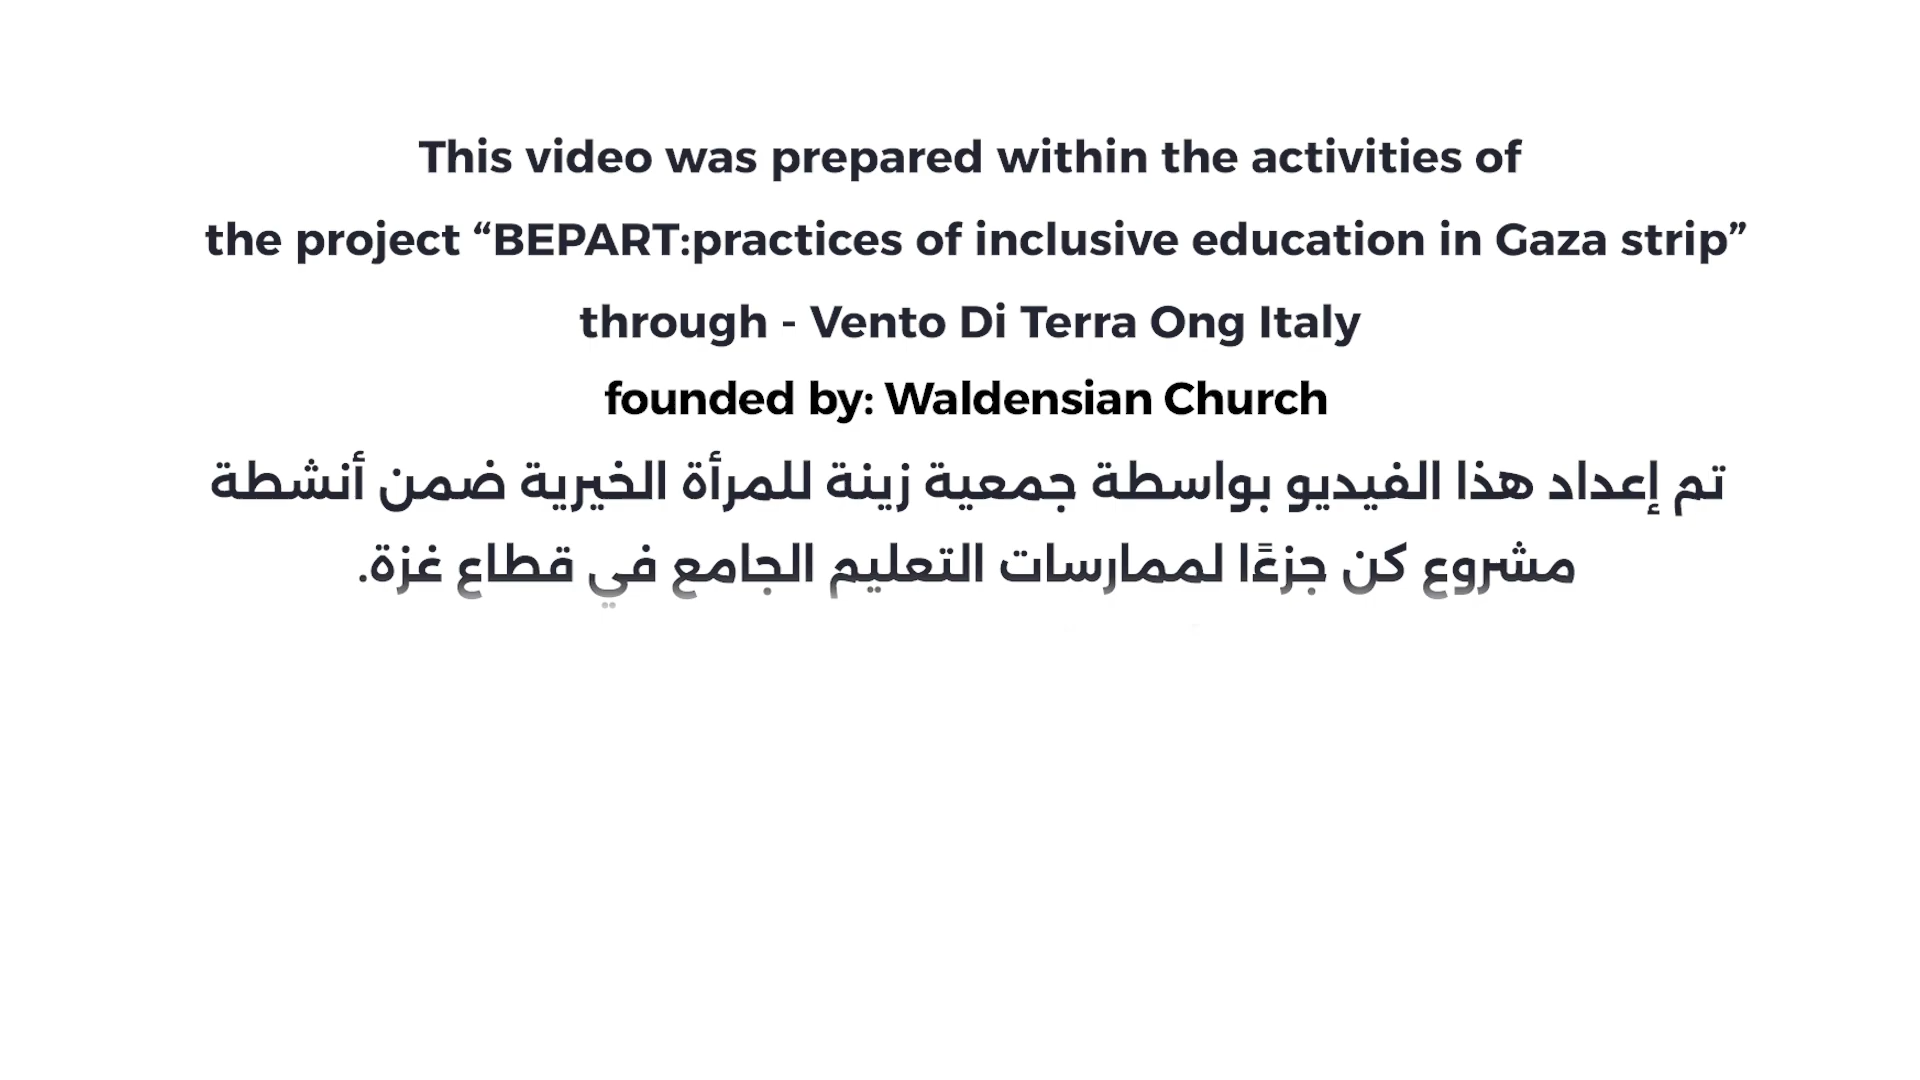 This video was prepared within the activities of
the project “BEPART:practices of inclusive education in Gaza strip”
through - Vento Di Terra Ong Italy
founded by: Waldensian Church
تم إعداد هذا الفيديو بواسطة جمعية زينة للمرأة الخيرية ضمن أنشطة
مشروع كن جزءًا لممارسات التعليم الجامع في قطاع غزة.